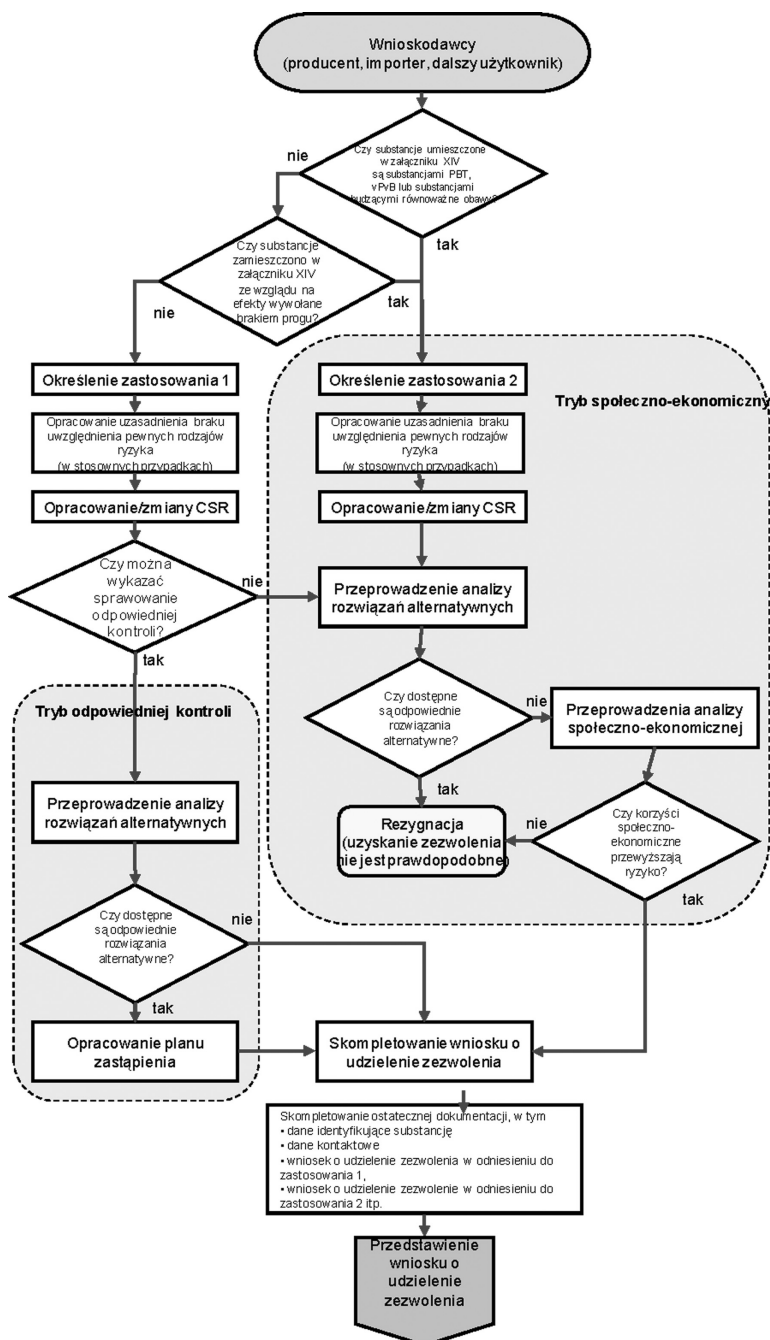 Wnioskodawcy
(producent, importer, dalszy użytkownik)
Czy substancje umieszczone
w załączniku XIV
są substancjami PBT,
vPvB lub substancjami
budzącymi równoważne obawy?
nie
tak
Czy substancje
zamieszczono w
załączniku XIV
ze względu na
efekty wywołane
brakiem progu?
nie
tak
Określenie zastosowania 1
Opracowanie uzasadnienia braku
uwzględnienia pewnych rodzajów
ryzyka
(w stosownych przypadkach)
Opracowanie/zmiany CSR
Czy można
wykazać
sprawowanie
odpowiedniej
kontroli?
nie
tak
Tryb społeczno-ekonomiczny
Określenie zastosowania 2
Opracowanie uzasadnienia braku
uwzględnienia pewnych rodzajów
ryzyka
(w stosownych przypadkach)
Opracowanie/zmiany CSR
Przeprowadzenie analizy
rozwiązań alternatywnych
Czy dostępne
są odpowiednie
rozwiązania
alternatywne?
nie
tak
Przeprowadzenia analizy
społeczno-ekonomicznej
Rezygnacja
(uzyskanie zezwolenia
nie jest prawdopodobne)
nie
Czy korzyści
społeczno-
ekonomiczne
przewyższają
ryzyko?
tak
Tryb odpowiedniej kontroli
Przeprowadzenie analizy
rozwiązań alternatywnych
Czy dostępne
są odpowiednie
rozwiązania
alternatywne?
nie
tak
Opracowanie planu
zastąpienia
Skompletowanie wniosku o
udzielenie zezwolenia
Skompletowanie ostatecznej dokumentacji, w tym
• dane identyfikujące substancję
• dane kontaktowe
• wniosek o udzielenie zezwolenia w odniesieniu do
zastosowania 1,
• wniosek o udzielenie zezwolenie w odniesieniu do
zastosowania 2 itp.
Przedstawienie
wniosku o
udzielenie
zezwolenia